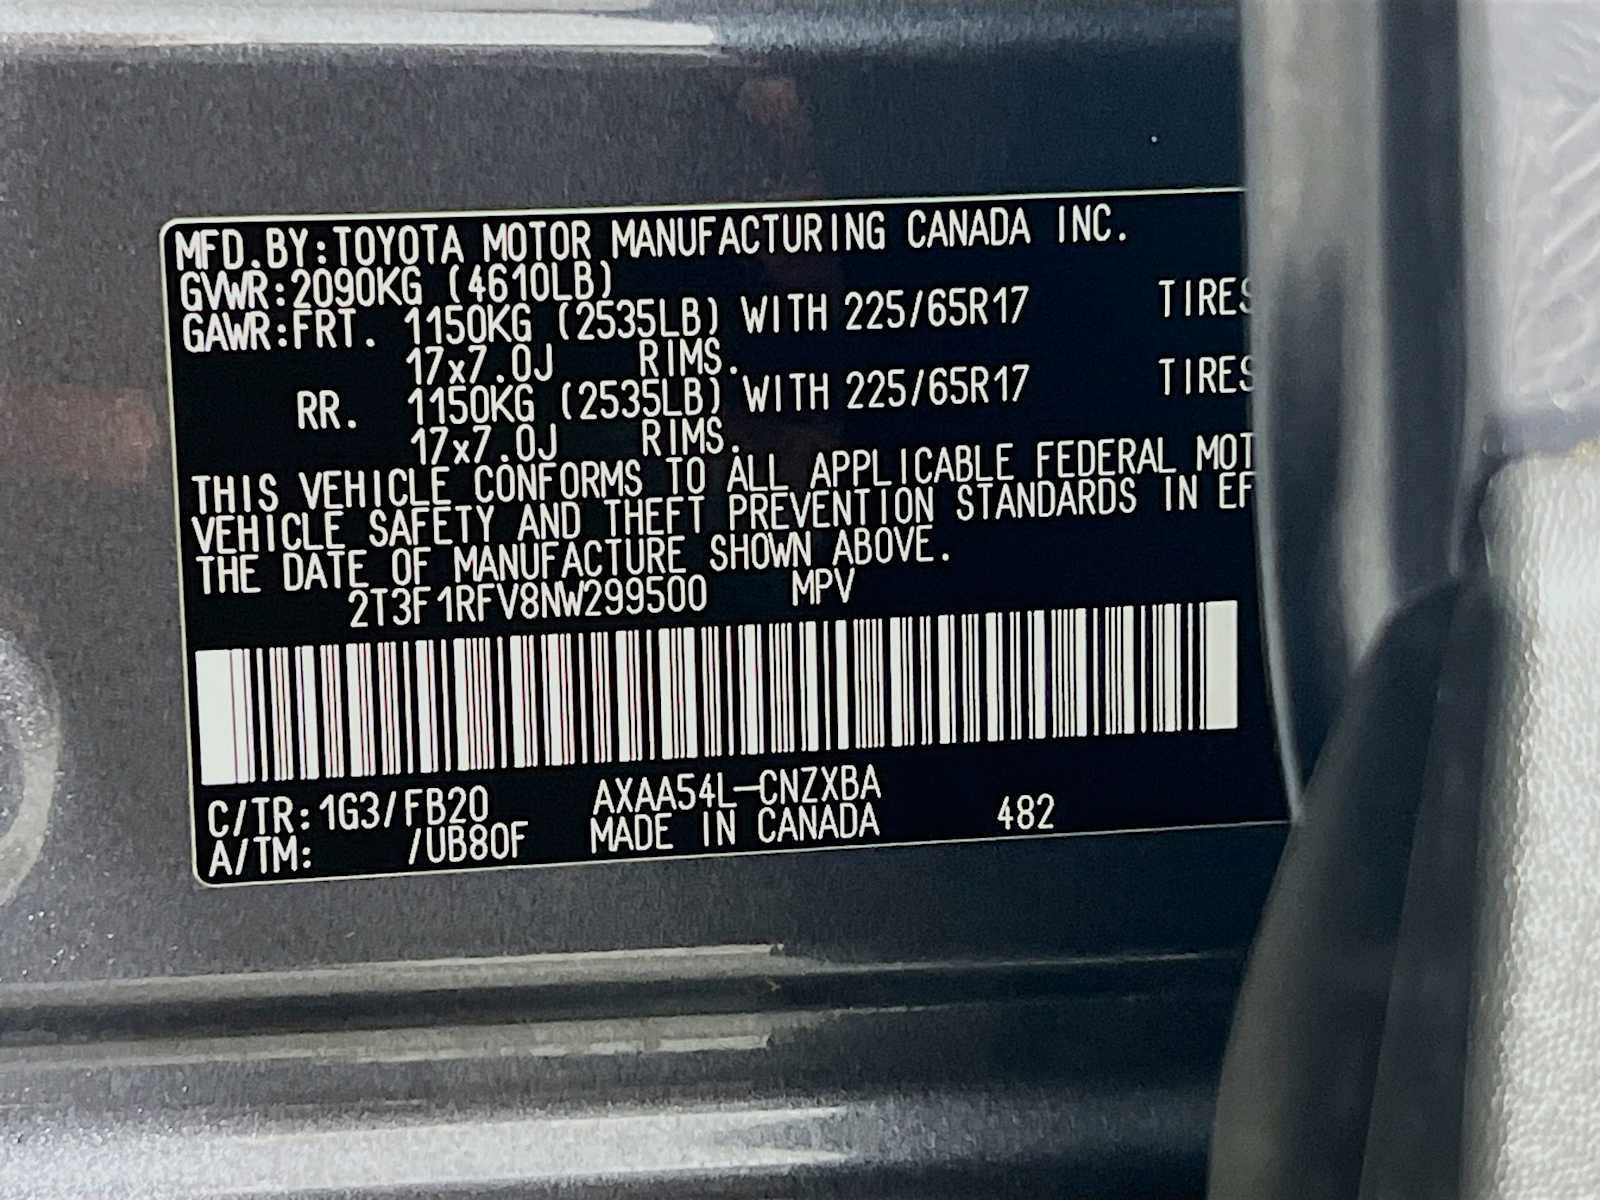 MFD.BY:TOYOTA MOTOR MANUFACTURING CANADA INC.
GVWR:2090KG (4610LB)
GAWR:FRT. 1150KG (2535LB) WITH 225/65R17 TIRES
17x7.0J RIMS.
RR. 1150KG (2535LB) WITH 225/65R17 TIRES
17x7.0J RIMS.
THIS VEHICLE CONFORMS TO ALL APPLICABLE FEDERAL MOT
VEHICLE SAFETY AND THEFT PREVENTION STANDARDS IN EF
THE DATE OF MANUFACTURE SHOWN ABOVE.
2T3F1RFV8NW299500 MPV
C/TR:1G3/FB20 AXAA54L-CNZXBA
A/TM: /UB80F MADE IN CANADA 482